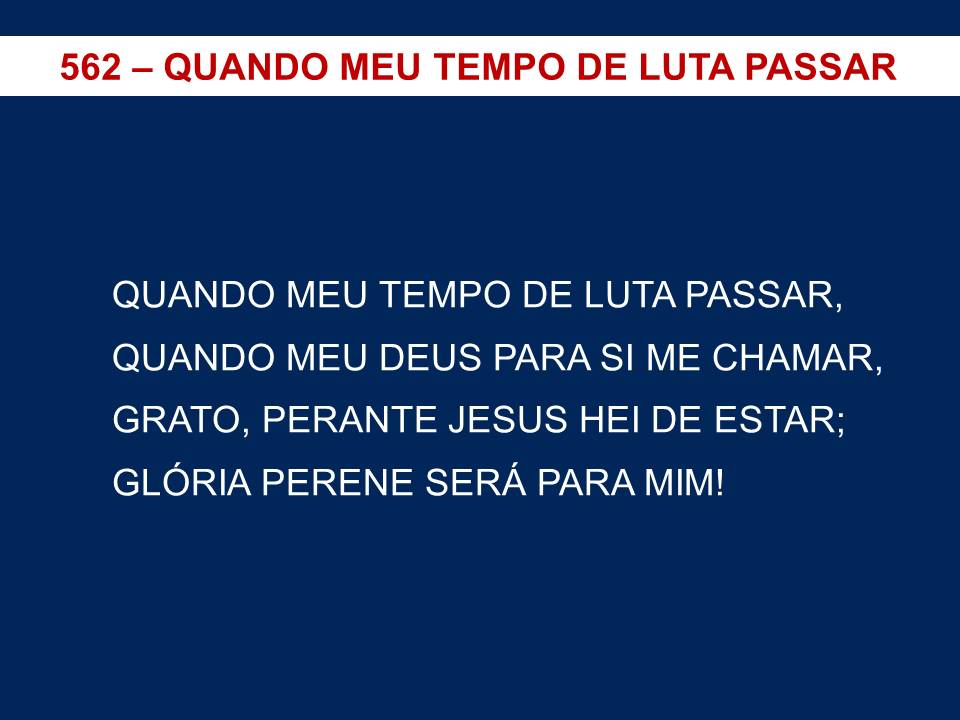 562 – QUANDO MEU TEMPO DE LUTA PASSAR
QUANDO MEU TEMPO DE LUTA PASSAR,
QUANDO MEU DEUS PARA SI ME CHAMAR,
GRATO, PERANTE JESUS HEI DE ESTAR;
GLÓRIA PERENE SERÁ PARA MIM!